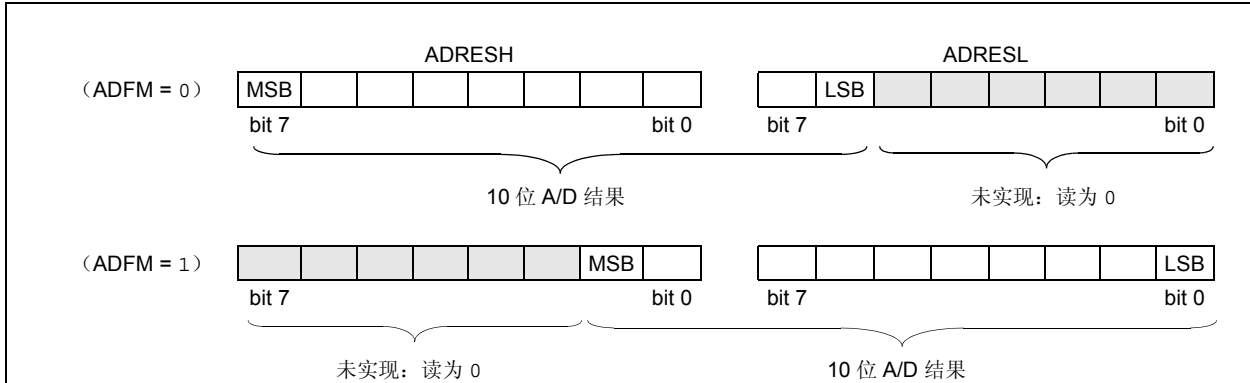 ADRESH ADRESL
（ADFM = 0） MSB LSB
bit 7 bit 0 bit 7 bit 0
10 位 A/D 结果 未实现：读为 0
（ADFM = 1） MSB LSB
bit 7 bit 0 bit 7 bit 0
未实现：读为 0 10 位 A/D 结果